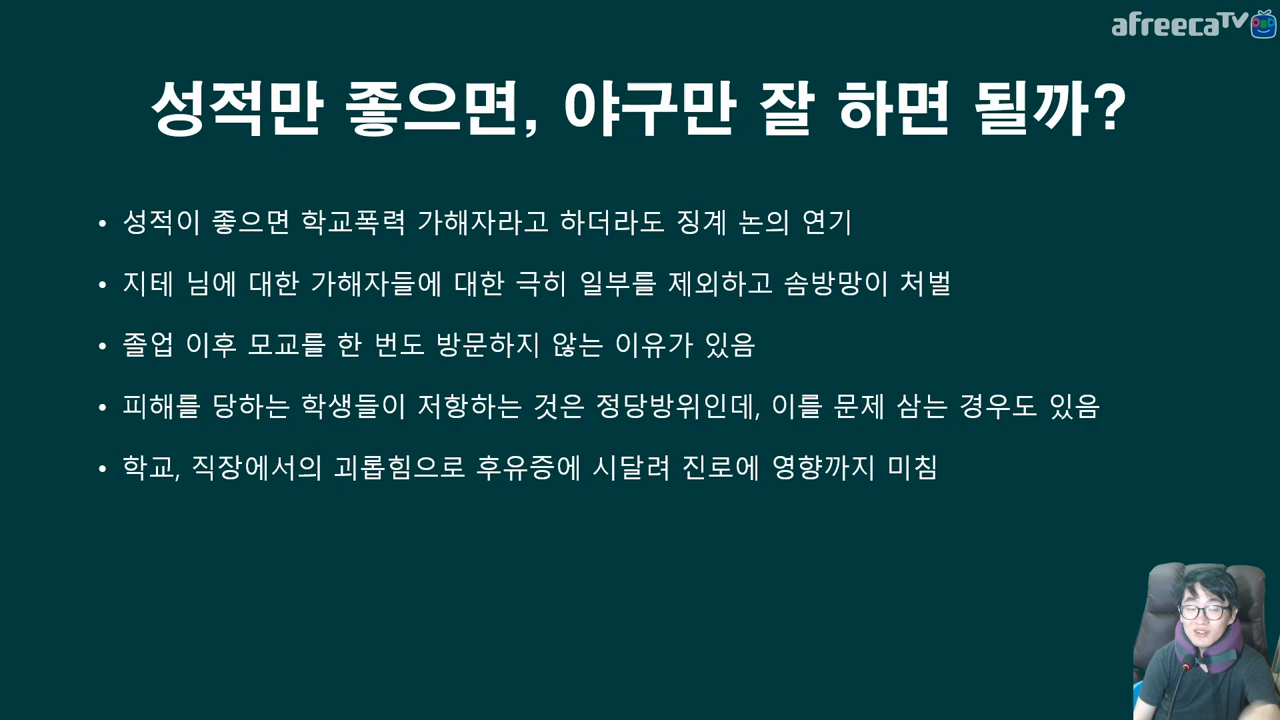 afreecaTV
성적만 좋으면, 야구만 잘 하면 될까?
• 성적이 좋으면 학교폭력 가해자라고 하더라도 징계 논의 연기
• 지테 님에 대한 가해자들에 대한 극히 일부를 제외하고 솜방망이 처벌
• 졸업 이후 모교를 한 번도 방문하지 않는 이유가 있음
• 피해를 당하는 학생들이 저항하는 것은 정당방위인데, 이를 문제 삼는 경우도 있음
• 학교, 직장에서의 괴롭힘으로 후유증에 시달려 진로에 영향까지 미침